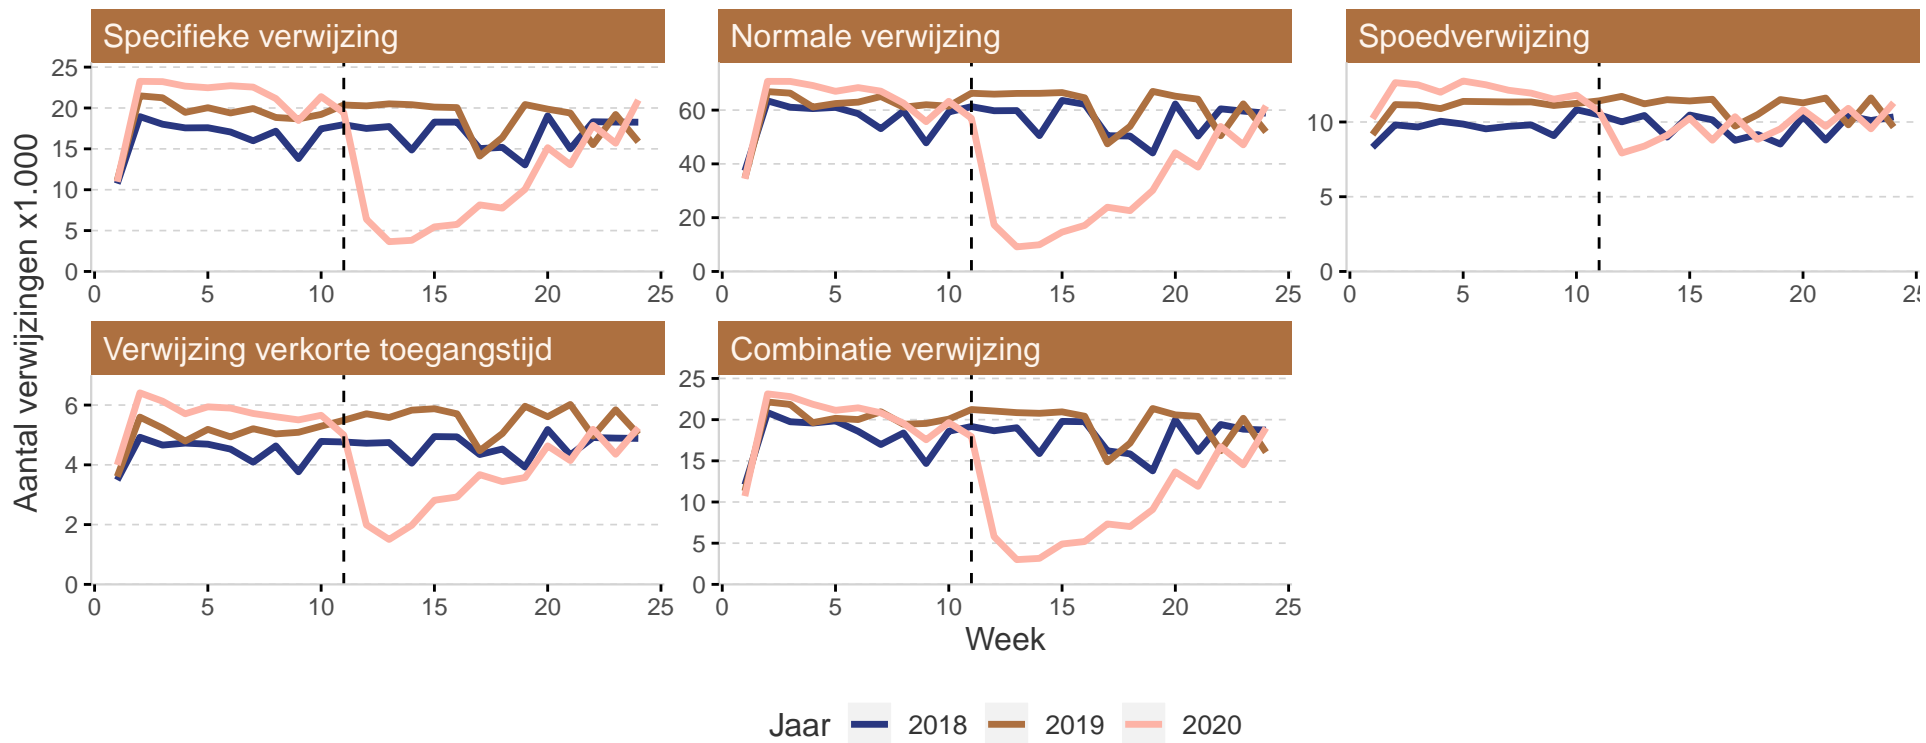 Specifieke verwijzing
Normale verwijzing
Spoedverwijzing
25
20
15
10
5
0
0 5 10 15 20 25
60
40
20
0
0 5 10 15 20 25
10
5
0
0 5 10 15 20 25
Aantal verwijzingen x1.000
Verwijzing verkorte toegangstijd
Combinatie verwijzing
6
4
2
0
0 5 10 15 20 25
25
20
15
10
5
0
0 5 10 15 20 25
Week
Jaar 2018 2019 2020